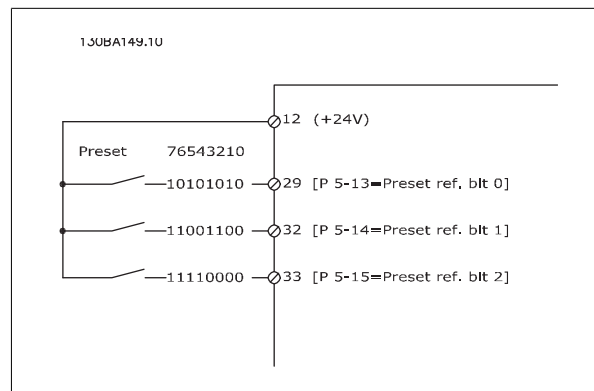 130BA149.10
12 (+24V)
Preset 76543210
10101010 29 [P 5-13=Preset ref. bit 0]
11001100 32 [P 5-14=Preset ref. bit 1]
11110000 33 [P 5-15=Preset ref. bit 2]